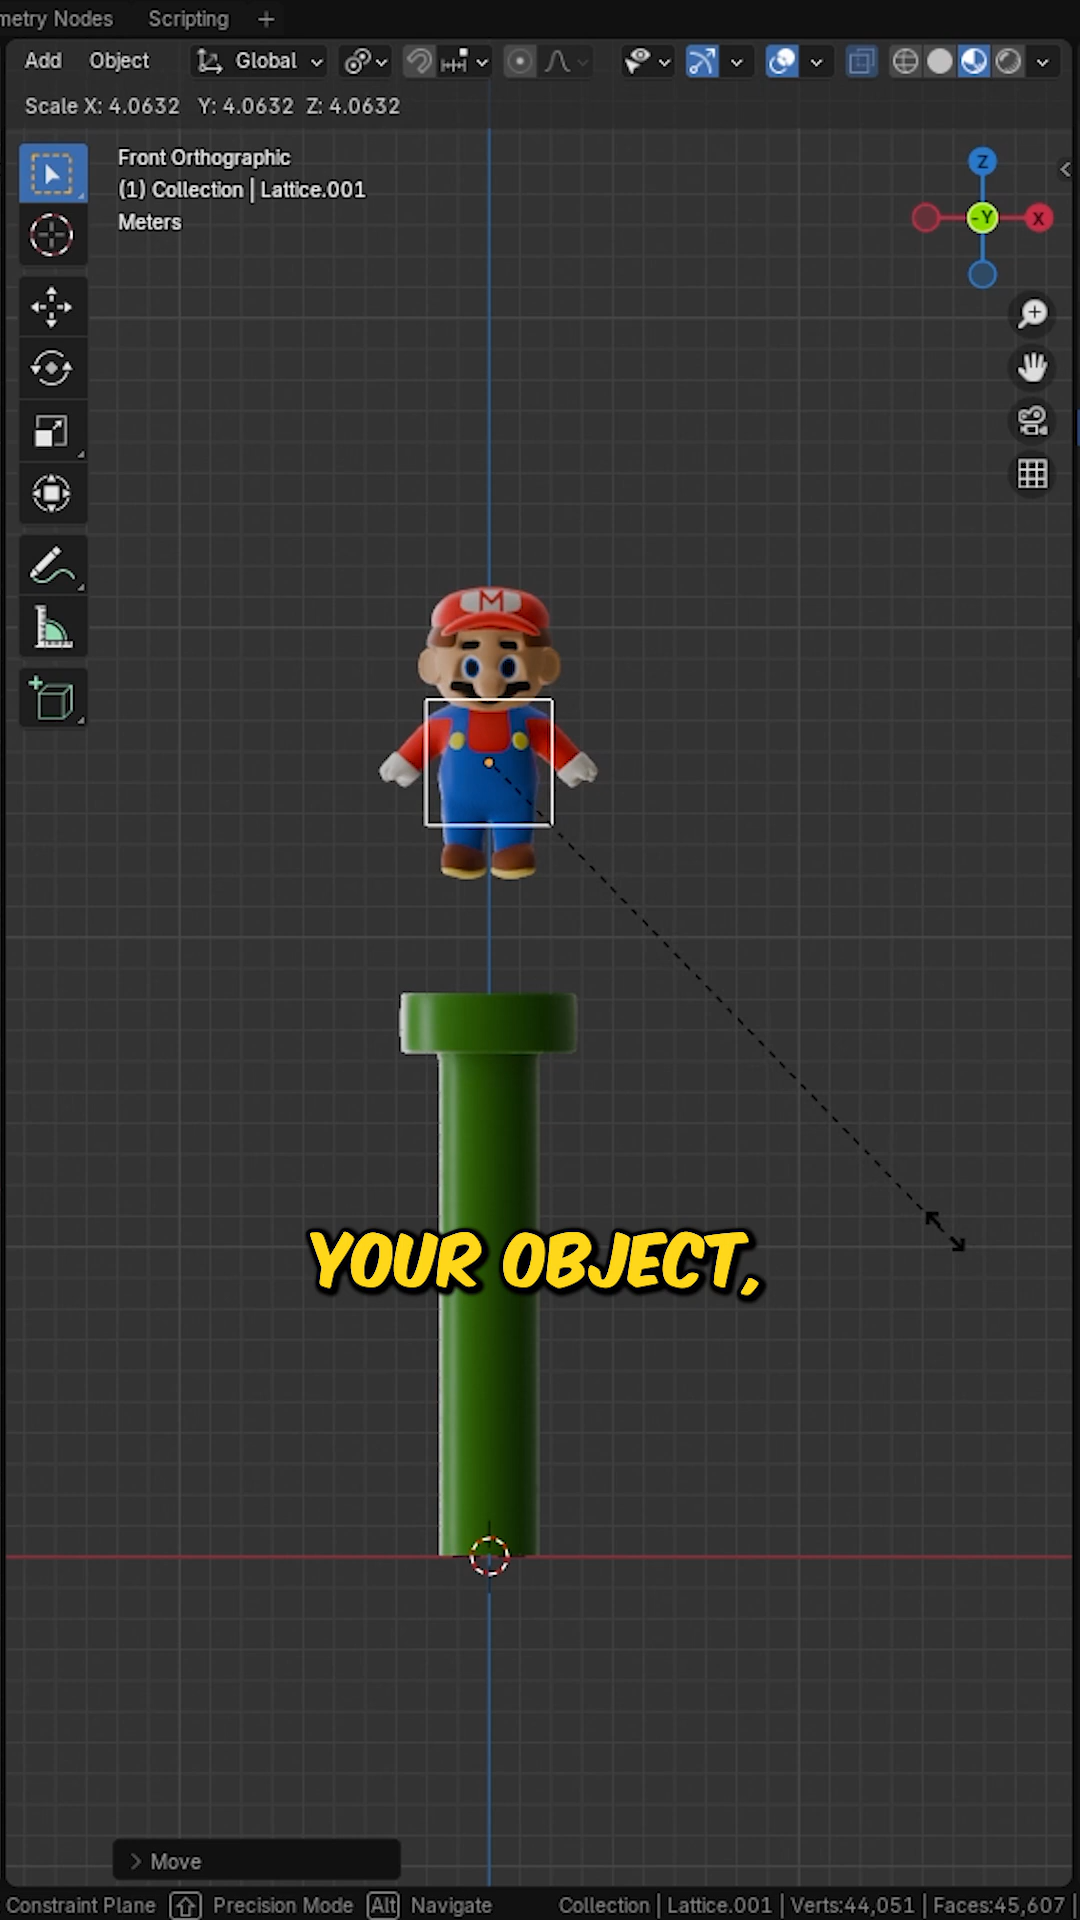 metry Nodes Scripting +
Add Object Global
Scale X: 4.0632 Y: 4.0632 Z: 4.0632
Front Orthographic
(1) Collection | Lattice.001
Meters
Z
-Y X
M
YOUR OBJECT,
Move
Constraint Plane Precision Mode Alt Navigate Collection | Lattice.001 | Verts:44,051 | Faces:45,607 |